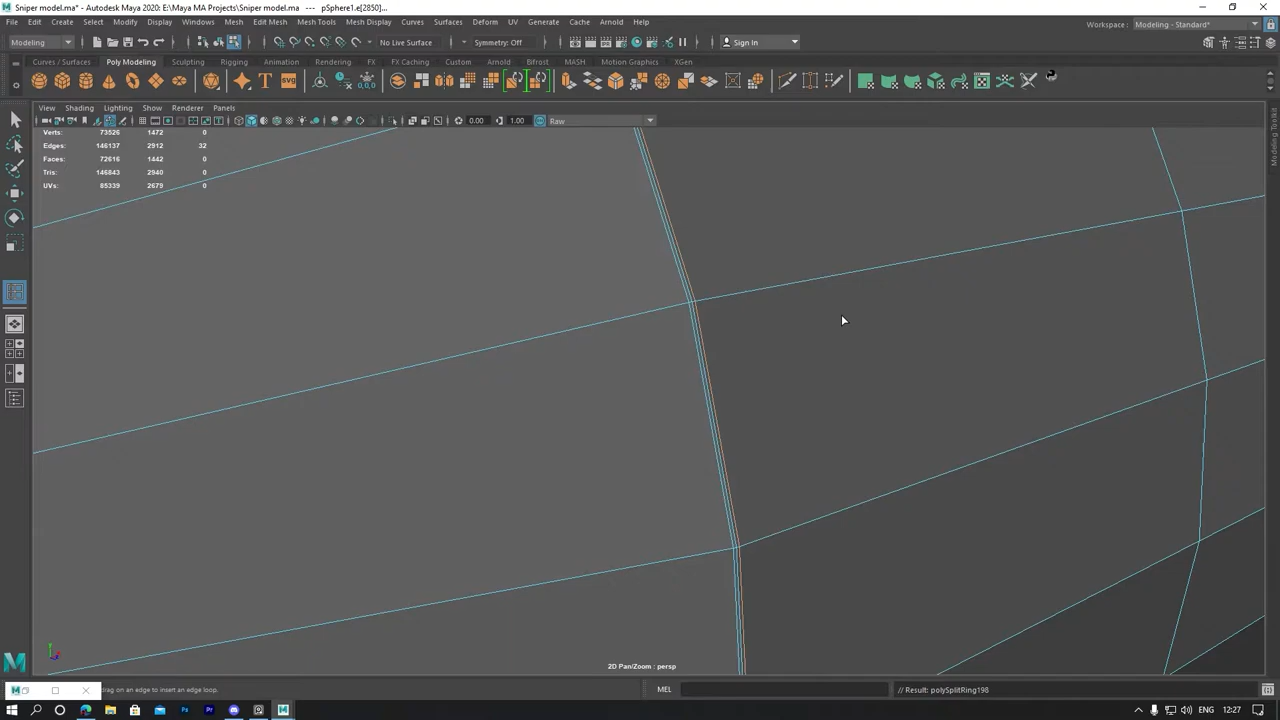 Sniper model.ma* - Autodesk Maya 2020: E:\Maya MA Projects\Sniper model.ma --- pSphere1.e[2850]...
File Edit Create Select Modify Display Windows Mesh Edit Mesh Mesh Tools Mesh Display Curves Surfaces Deform UV Generate Cache Arnold Help
Workspace : Modeling - Standard*
Modeling
No Live Surface
Symmetry: Off
Sign In
Curves / Surfaces Poly Modeling Sculpting Rigging Animation Rendering FX FX Caching Custom Arnold Bifrost MASH Motion Graphics XGen
SVG
View Shading Lighting Show Renderer Panels
0.00 1.00 Raw
Modeling Toolkit
Verts: 73526 1472 0
Edges: 146137 2912 32
Faces: 72616 1442 0
Tris: 146843 2940 0
UVs: 85339 2679 0
2D Pan/Zoom : persp
drag on an edge to insert an edge loop.
MEL
// Result: polySplitRing198
ENG 12:27